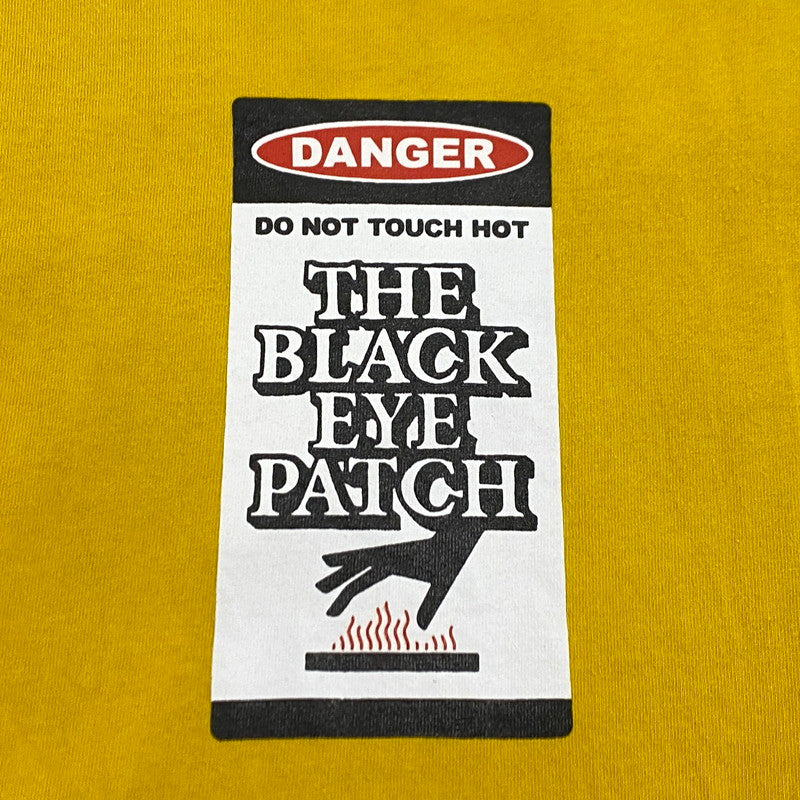 DANGER
DO NOT TOUCH HOT
THE
BLACK
EYE
PATCH